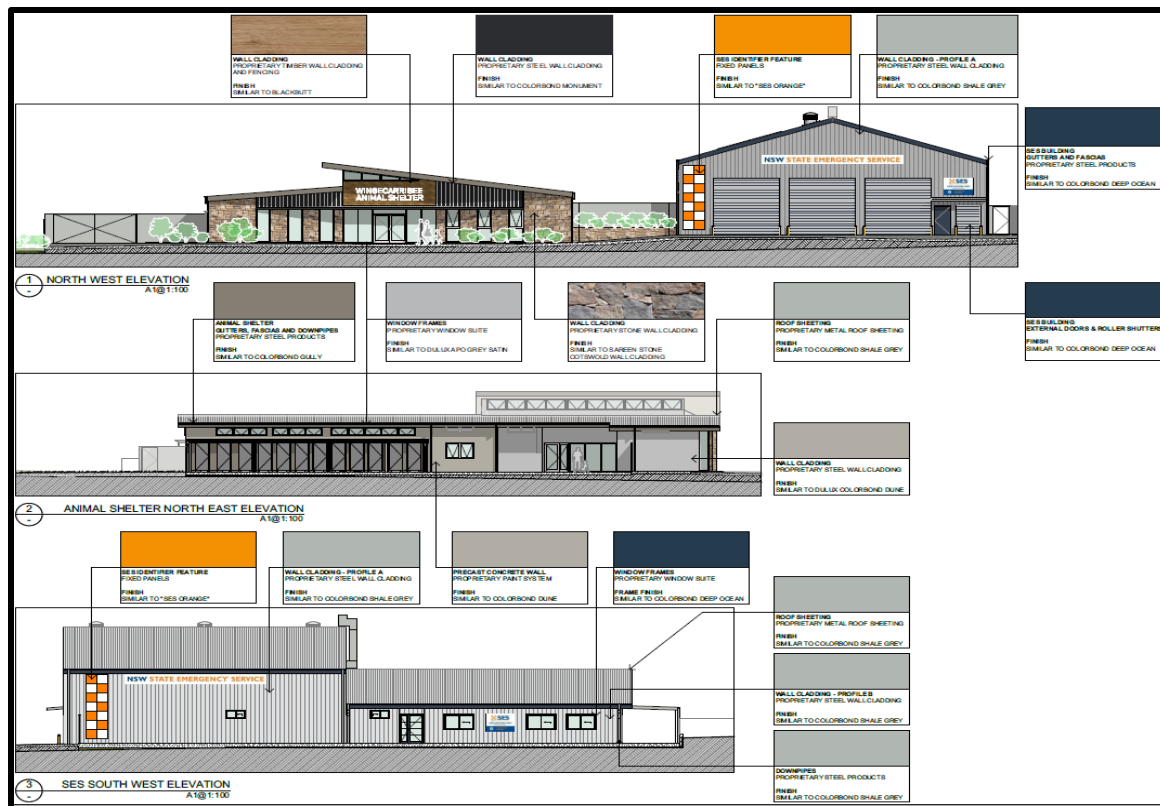 WALL CLADDING
PROPRIETARY TIMBER WALL CLADDING
AND FENCING
FINISH
SIMILAR TO BLACKBUTT
WALL CLADDING
PROPRIETARY STEEL WALL CLADDING
FINISH
SIMILAR TO COLORBOND MONUMENT
SES IDENTIFIER FEATURE
FIXED PANELS
FINISH
SIMILAR TO "SES ORANGE"
WALL CLADDING - PROFILE A
PROPRIETARY STEEL WALL CLADDING
FINISH
SIMILAR TO COLORBOND SHALE GREY
SES BUILDING
GUTTERS AND FASCIAS
PROPRIETARY STEEL PRODUCTS
FINISH
SIMILAR TO COLORBOND DEEP OCEAN
NSW STATE EMERGENCY SERVICE
WINGECARRIBEE
ANIMAL SHELTER
SES
1
-
NORTH WEST ELEVATION
A1@1:100
ANIMAL SHELTER
GUTTERS, FASCIAS AND DOWNPIPES
PROPRIETARY STEEL PRODUCTS
FINISH
SIMILAR TO COLORBOND GULLY
WINDOW FRAMES
PROPRIETARY WINDOW SUITE
FINISH
SIMILAR TO DULUX APO GREY SATIN
WALL CLADDING
PROPRIETARY STONE WALL CLADDING
FINISH
SIMILAR TO SAREEN STONE
COTSWOLD WALL CLADDING
ROOF SHEETING
PROPRIETARY METAL ROOF SHEETING
FINISH
SIMILAR TO COLORBOND SHALE GREY
SES BUILDING
EXTERNAL DOORS & ROLLER SHUTTERS
FINISH
SIMILAR TO COLORBOND DEEP OCEAN
WALL CLADDING
PROPRIETARY STEEL WALL CLADDING
FINISH
SIMILAR TO DULUX COLORBOND DUNE
2
-
ANIMAL SHELTER NORTH EAST ELEVATION
A1@1:100
SES IDENTIFIER FEATURE
FIXED PANELS
FINISH
SIMILAR TO "SES ORANGE"
WALL CLADDING - PROFILE A
PROPRIETARY STEEL WALL CLADDING
FINISH
SIMILAR TO COLORBOND SHALE GREY
PRECAST CONCRETE WALL
PROPRIETARY PAINT SYSTEM
FINISH
SIMILAR TO COLORBOND DUNE
WINDOW FRAMES
PROPRIETARY WINDOW SUITE
FRAME FINISH
SIMILAR TO COLORBOND DEEP OCEAN
ROOF SHEETING
PROPRIETARY METAL ROOF SHEETING
FINISH
SIMILAR TO COLORBOND SHALE GREY
NSW STATE EMERGENCY SERVICE
SES
WALL CLADDING - PROFILE B
PROPRIETARY STEEL WALL CLADDING
FINISH
SIMILAR TO COLORBOND SHALE GREY
DOWNPIPES
PROPRIETARY STEEL PRODUCTS
FINISH
SIMILAR TO COLORBOND SHALE GREY
3
-
SES SOUTH WEST ELEVATION
A1@1:100